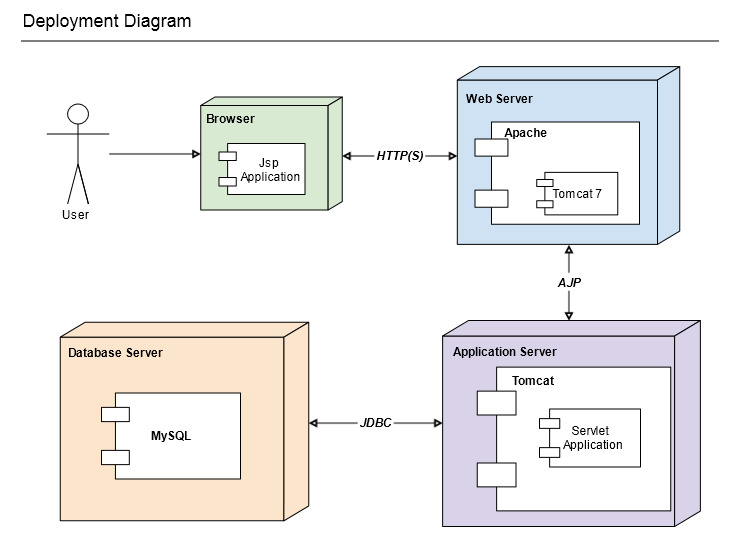 Deployment Diagram
Browser
Jsp
Application
User
HTTP(S)
Web Server
Apache
Tomcat 7
AJP
Database Server
MySQL
JDBC
Application Server
Tomcat
Servlet
Application